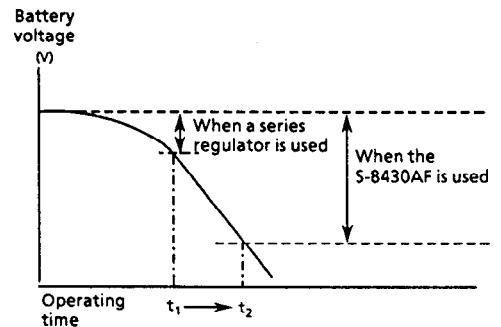 Battery
voltage
(V)
When a series
regulator is used
When the
S-8430AF is used
Operating
time
t₁
t₂